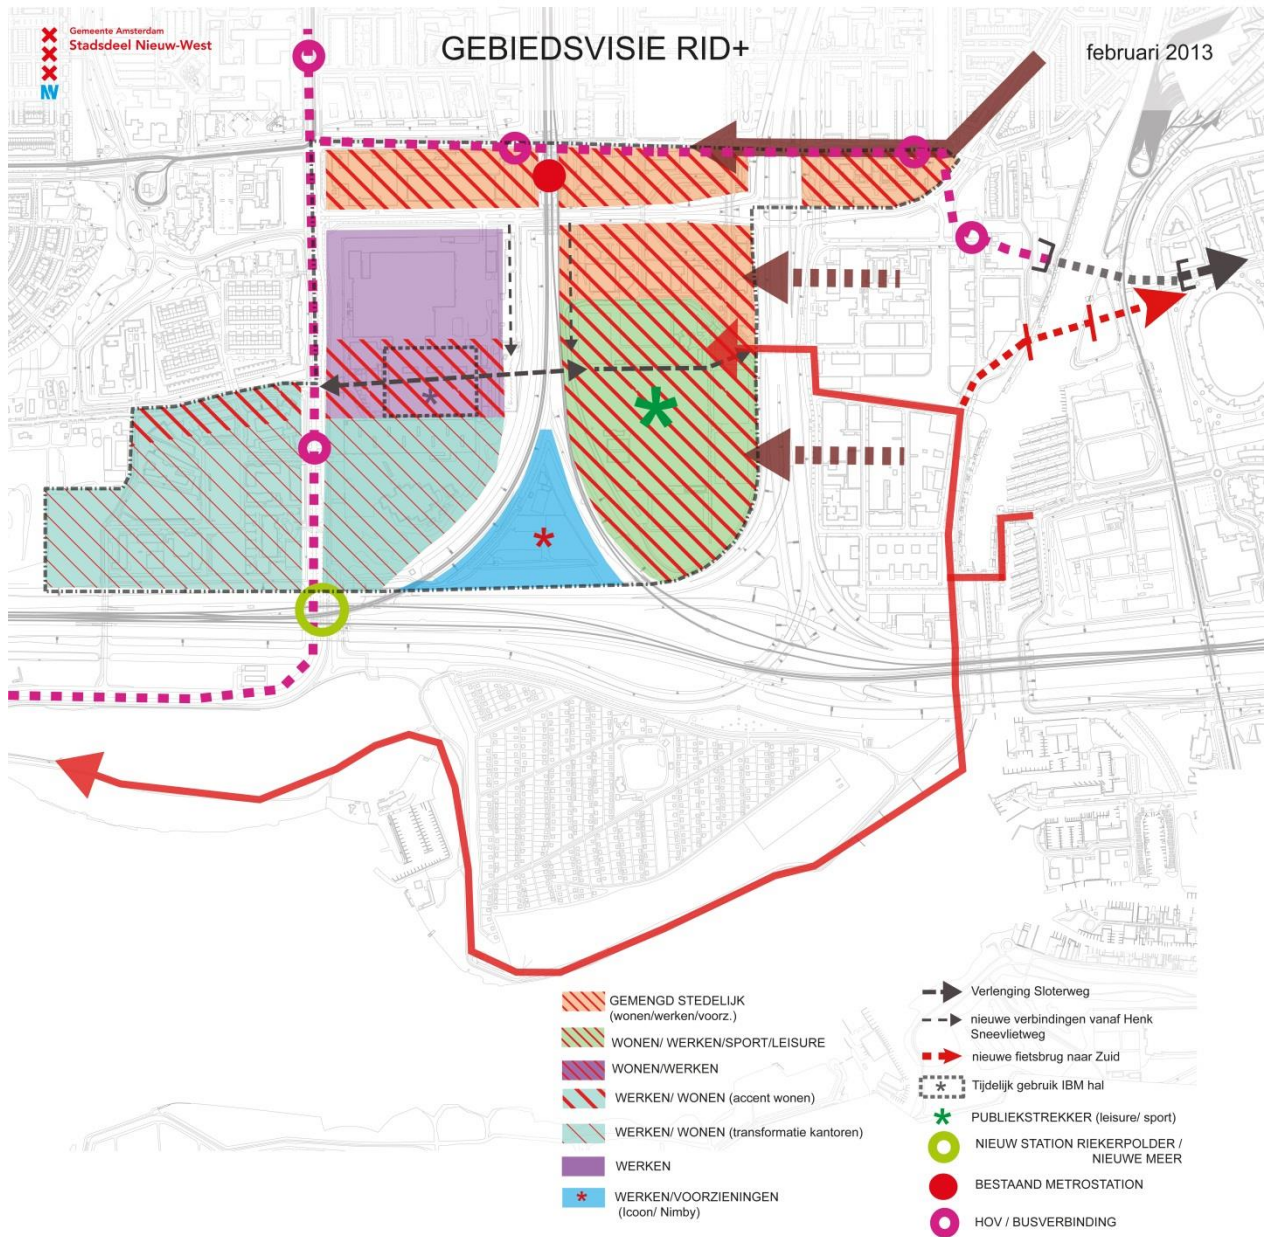 Gemeente Amsterdam
Stadsdeel Nieuw-West
NW
GEBIEDSVISIE RID+
februari 2013
GEMENGD STEDELIJK
(wonen/werken/voorz.)
WONEN/ WERKEN/SPORT/LEISURE
WONEN/WERKEN
WERKEN/ WONEN (accent wonen)
WERKEN/ WONEN (transformatie kantoren)
WERKEN
WERKEN/VOORZIENINGEN
(Icoon/ Nimby)
Verlenging Sloterweg
nieuwe verbindingen vanaf Henk
Sneevlietweg
nieuwe fietsbrug naar Zuid
Tijdelijk gebruik IBM hal
PUBLIEKSTREKKER (leisure/ sport)
NIEUW STATION RIEKERPOLDER /
NIEUWE MEER
BESTAAND METROSTATION
HOV / BUSVERBINDING